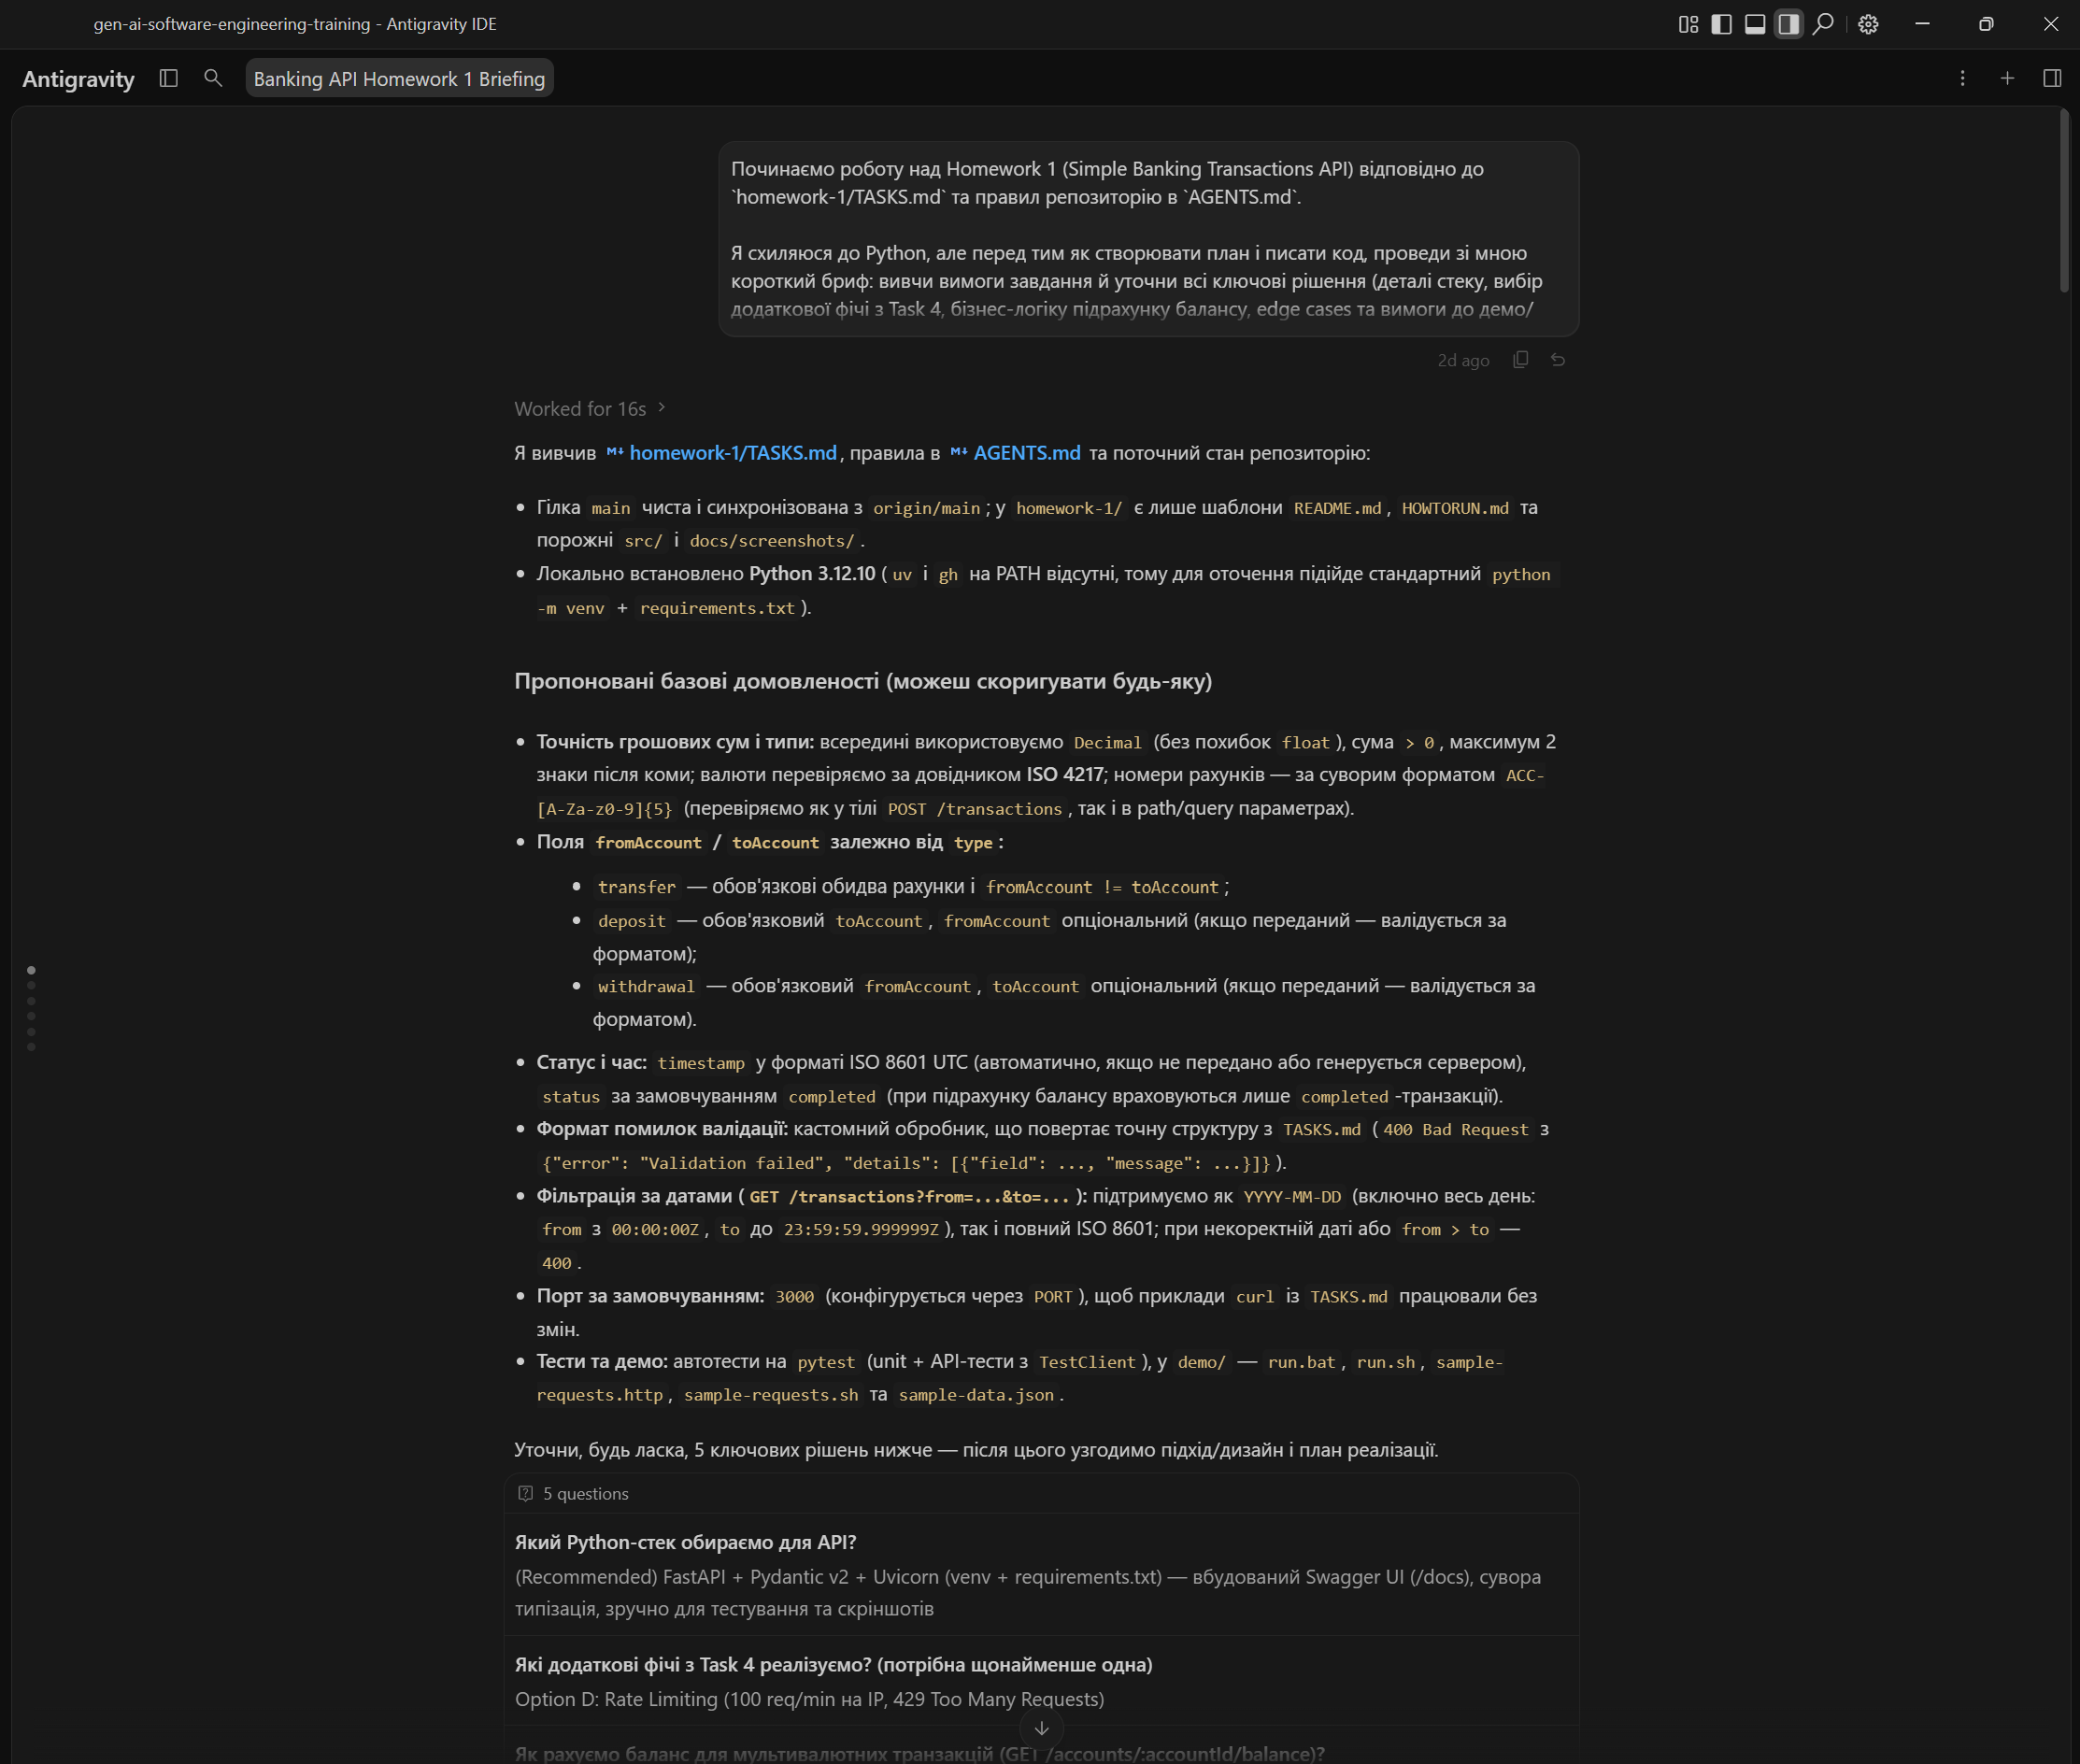 gen-ai-software-engineering-training - Antigravity IDE
Antigravity
Banking API Homework 1 Briefing
Починаємо роботу над Homework 1 (Simple Banking Transactions API) відповідно до
`homework-1/TASKS.md` та правил репозиторію в `AGENTS.md`.
Я схиляюся до Python, але перед тим як створювати план і писати код, проведи зі мною
короткий бриф: вивчи вимоги завдання й уточни всі ключові рішення (деталі стеку, вибір
додаткової фічі з Task 4, бізнес-логіку підрахунку балансу, edge cases та вимоги до демо/
2d ago
Worked for 16s
Я вивчив homework-1/TASKS.md, правила в AGENTS.md та поточний стан репозиторію:
• Гілка main чиста і синхронізована з origin/main; у homework-1/ є лише шаблони README.md, HOWTORUN.md та
порожні src/ і docs/screenshots/.
• Локально встановлено Python 3.12.10 (uv і gh на PATH відсутні, тому для оточення підійде стандартний python
-m venv + requirements.txt).
Пропоновані базові домовленості (можеш скоригувати будь-яку)
• Точність грошових сум і типи: всередині використовуємо Decimal (без похибок float), сума > 0, максимум 2
знаки після коми; валюти перевіряємо за довідником ISO 4217; номери рахунків — за суворим форматом ACC-
[A-Za-z0-9]{5} (перевіряємо як у тілі POST /transactions, так і в path/query параметрах).
• Поля fromAccount / toAccount залежно від type:
• transfer — обов'язкові обидва рахунки і fromAccount != toAccount;
• deposit — обов'язковий toAccount, fromAccount опціональний (якщо переданий — валідується за
форматом);
• withdrawal — обов'язковий fromAccount, toAccount опціональний (якщо переданий — валідується за
форматом).
• Статус і час: timestamp у форматі ISO 8601 UTC (автоматично, якщо не передано або генерується сервером),
status за замовчуванням completed (при підрахунку балансу враховуються лише completed-транзакції).
• Формат помилок валідації: кастомний обробник, що повертає точну структуру з TASKS.md (400 Bad Request з
{"error": "Validation failed", "details": [{"field": ..., "message": ...}]}).
• Фільтрація за датами (GET /transactions?from=...&to=...): підтримуємо як YYYY-MM-DD (включно весь день:
from з 00:00:00Z, to до 23:59:59.999999Z), так і повний ISO 8601; при некоректній даті або from > to —
400.
• Порт за замовчуванням: 3000 (конфігурується через PORT), щоб приклади curl із TASKS.md працювали без
змін.
• Тести та демо: автотести на pytest (unit + API-тести з TestClient), у demo/ — run.bat, run.sh, sample-
requests.http, sample-requests.sh та sample-data.json.
Уточни, будь ласка, 5 ключових рішень нижче — після цього узгодимо підхід/дизайн і план реалізації.
5 questions
Який Python-стек обираємо для API?
(Recommended) FastAPI + Pydantic v2 + Uvicorn (venv + requirements.txt) — вбудований Swagger UI (/docs), сувора
типізація, зручно для тестування та скріншотів
Які додаткові фічі з Task 4 реалізуємо? (потрібна щонайменше одна)
Option D: Rate Limiting (100 req/min на IP, 429 Too Many Requests)
Як рахуємо баланс для мультивалютних транзакцій (GET /accounts/:accountId/balance)?